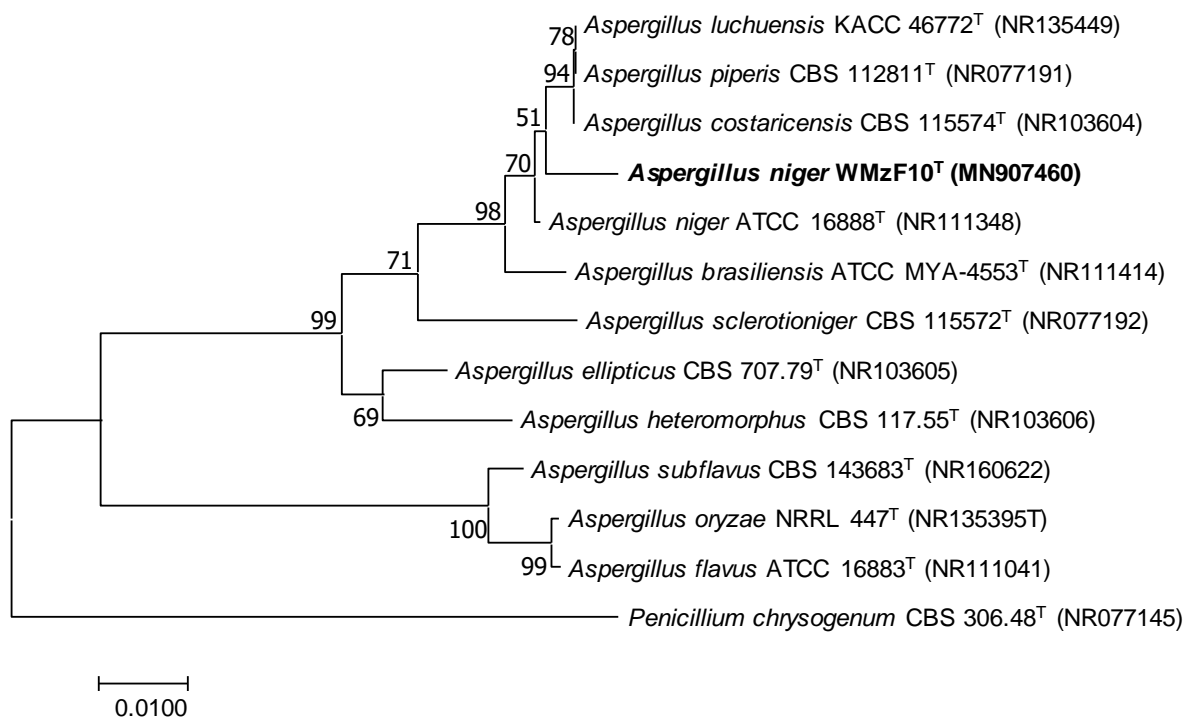 78
Aspergillus luchuensis KACC 46772ᵀ (NR135449)
94
Aspergillus piperis CBS 112811ᵀ (NR077191)
51
Aspergillus costaricensis CBS 115574ᵀ (NR103604)
70
Aspergillus niger WMzF10ᵀ (MN907460)
98
Aspergillus niger ATCC 16888ᵀ (NR111348)
71
Aspergillus brasiliensis ATCC MYA-4553ᵀ (NR111414)
99
Aspergillus sclerotioniger CBS 115572ᵀ (NR077192)
Aspergillus ellipticus CBS 707.79ᵀ (NR103605)
69
Aspergillus heteromorphus CBS 117.55ᵀ (NR103606)
Aspergillus subflavus CBS 143683ᵀ (NR160622)
100
Aspergillus oryzae NRRL 447ᵀ (NR135395T)
99
Aspergillus flavus ATCC 16883ᵀ (NR111041)
Penicillium chrysogenum CBS 306.48ᵀ (NR077145)
0.0100